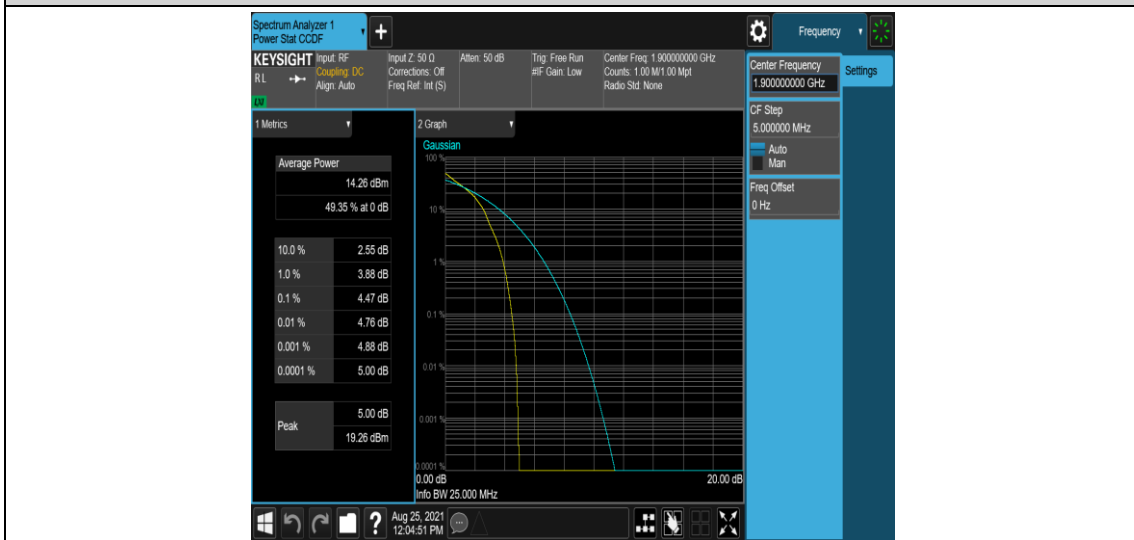 Spectrum Analyzer 1
Power Stat CCDF
+
Frequency
KEYSIGHT
RL
Input: RF
Coupling: DC
Align: Auto
Input Z: 50 Ω
Corrections: Off
Freq Ref: Int (S)
Atten: 50 dB
Trig: Free Run
#IF Gain: Low
Center Freq: 1.900000000 GHz
Counts: 1.00 M/1.00 Mpt
Radio Std: None
Center Frequency
1.900000000 GHz
Settings
CF Step
5.000000 MHz
Auto
Man
Freq Offset
0 Hz
1 Metrics
Average Power
14.26 dBm
49.35 % at 0 dB
10.0 % 2.55 dB
1.0 % 3.88 dB
0.1 % 4.47 dB
0.01 % 4.76 dB
0.001 % 4.88 dB
0.0001 % 5.00 dB
Peak
5.00 dB
19.26 dBm
2 Graph
Gaussian
100 %
10 %
1 %
0.1 %
0.01 %
0.001 %
0.0001 %
0.00 dB 20.00 dB
Info BW 25.000 MHz
?
Aug 25, 2021
12:04:51 PM